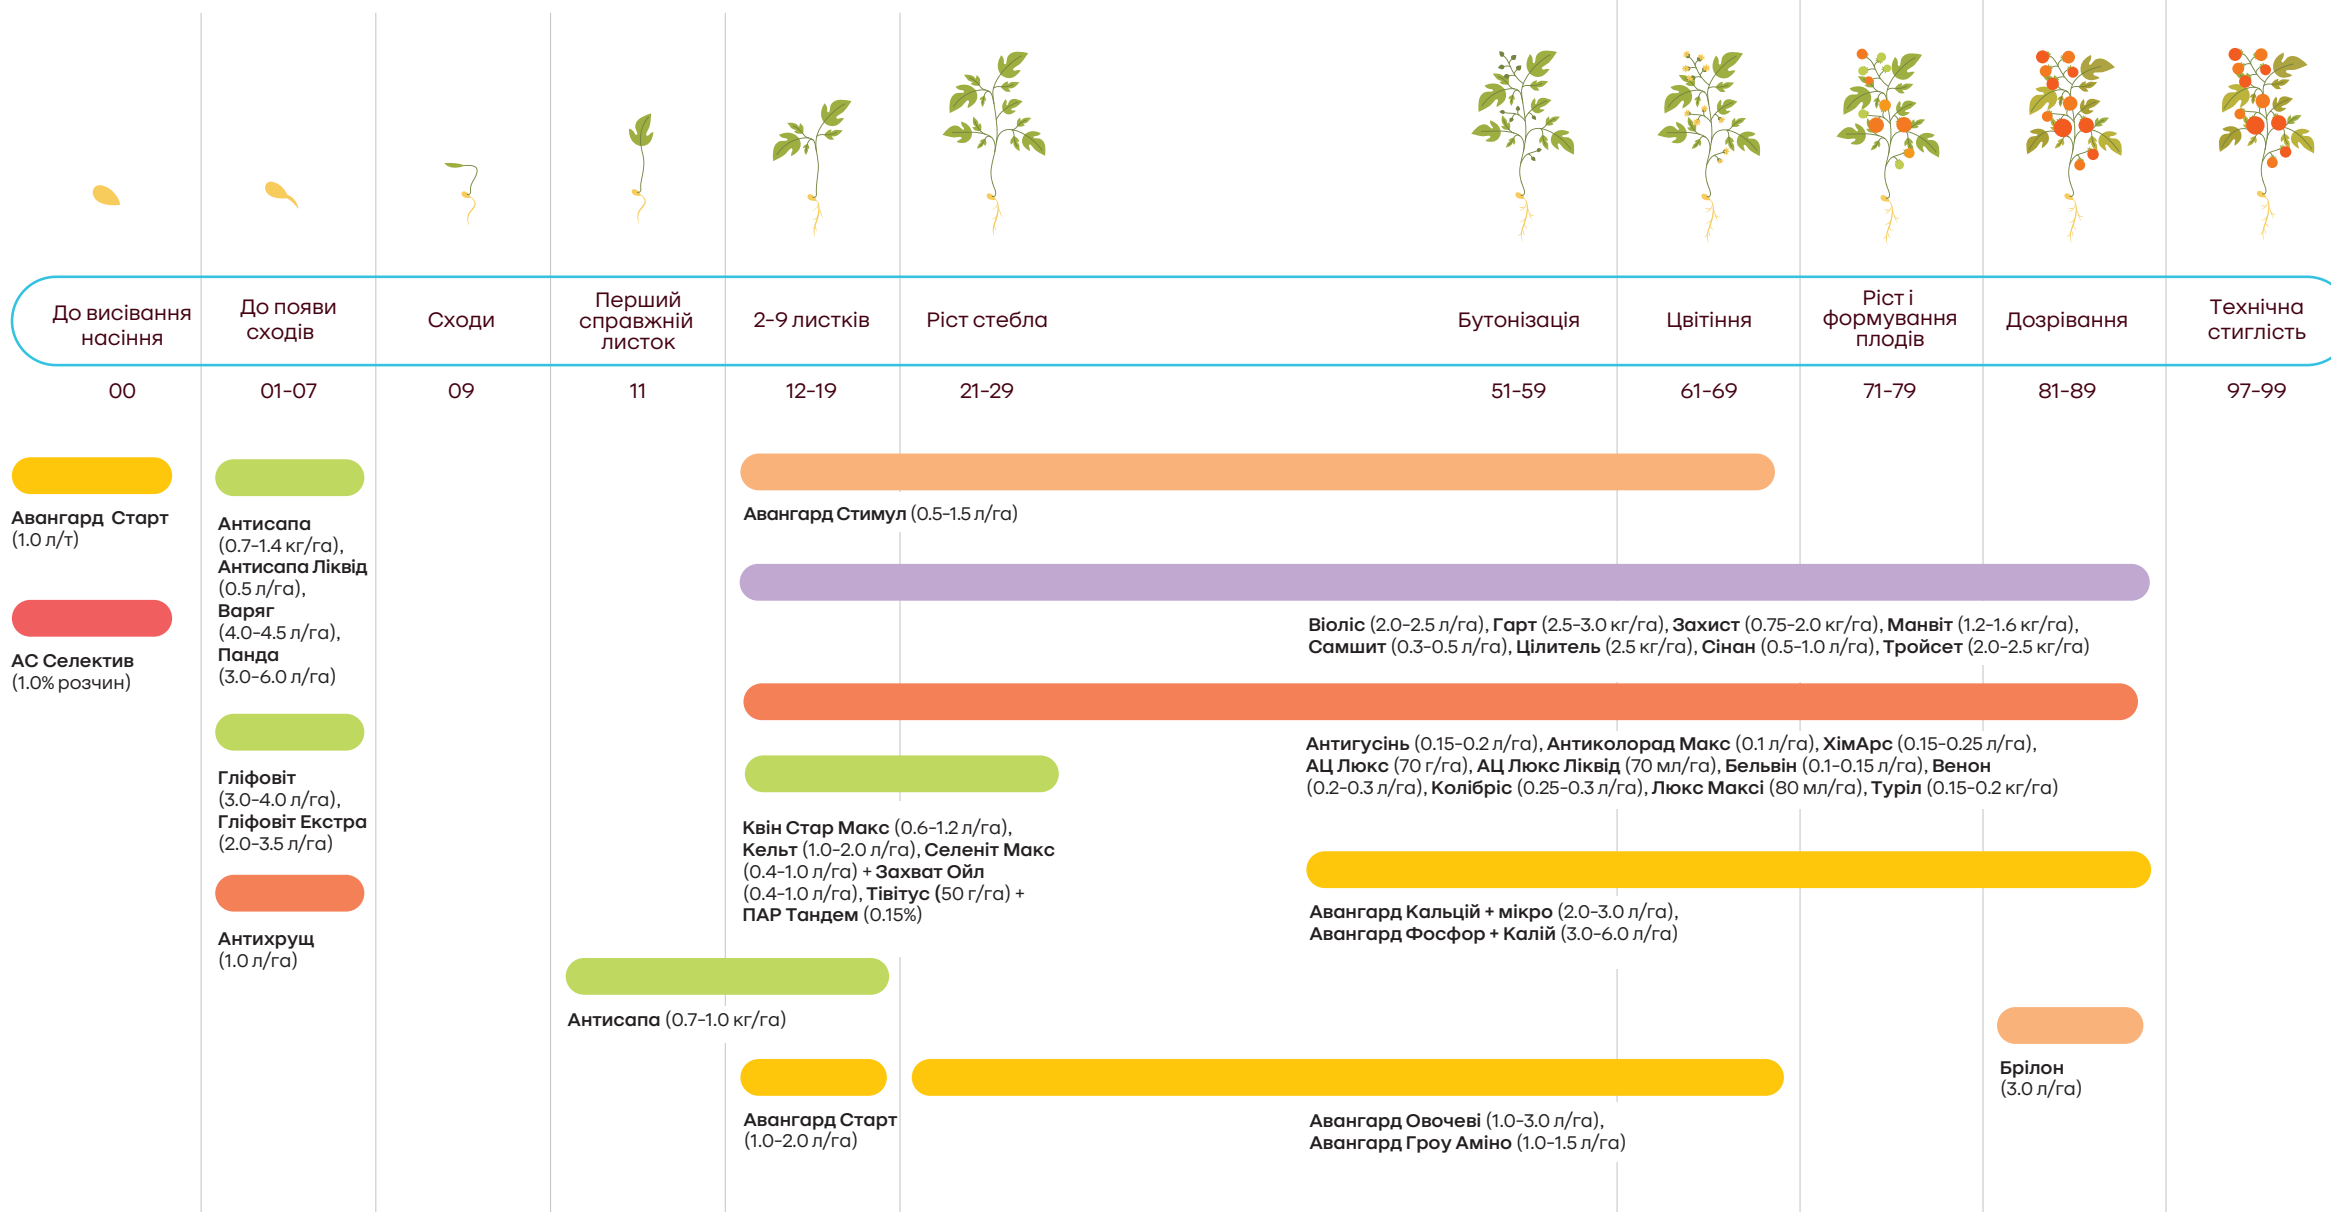 До висівання
насіння
До появи
сходів
Сходи
Перший
справжній
листок
2-9 листків
Ріст стебла
Бутонізація
Цвітіння
Ріст і
формування
плодів
Дозрівання
Технічна
стиглість
00
01-07
09
11
12-19
21-29
51-59
61-69
71-79
81-89
97-99
Авангард Старт
(1.0 л/т)
АС Селектив
(1.0% розчин)
Антисапа
(0.7-1.4 кг/га),
Антисапа Ліквід
(0.5 л/га),
Варяг
(4.0-4.5 л/га),
Панда
(3.0-6.0 л/га)
Гліфовіт
(3.0-4.0 л/га),
Гліфовіт Екстра
(2.0-3.5 л/га)
Антихрущ
(1.0 л/га)
Авангард Стимул (0.5-1.5 л/га)
Віоліс (2.0-2.5 л/га), Гарт (2.5-3.0 кг/га), Захист (0.75-2.0 кг/га), Манвіт (1.2-1.6 кг/га),
Самшит (0.3-0.5 л/га), Цілитель (2.5 кг/га), Сінан (0.5-1.0 л/га), Тройсет (2.0-2.5 кг/га)
Антигусінь (0.15-0.2 л/га), Антиколорад Макс (0.1 л/га), ХімАрс (0.15-0.25 л/га),
АЦ Люкс (70 г/га), АЦ Люкс Ліквід (70 мл/га), Бельвін (0.1-0.15 л/га), Венон
(0.2-0.3 л/га), Колібріс (0.25-0.3 л/га), Люкс Максі (80 мл/га), Туріл (0.15-0.2 кг/га)
Квін Стар Макс (0.6-1.2 л/га),
Кельт (1.0-2.0 л/га), Селеніт Макс
(0.4-1.0 л/га) + Захват Ойл
(0.4-1.0 л/га), Тівітус (50 г/га) +
ПАР Тандем (0.15%)
Авангард Кальцій + мікро (2.0-3.0 л/га),
Авангард Фосфор + Калій (3.0-6.0 л/га)
Антисапа (0.7-1.0 кг/га)
Брілон
(3.0 л/га)
Авангард Старт
(1.0-2.0 л/га)
Авангард Овочеві (1.0-3.0 л/га),
Авангард Гроу Аміно (1.0-1.5 л/га)